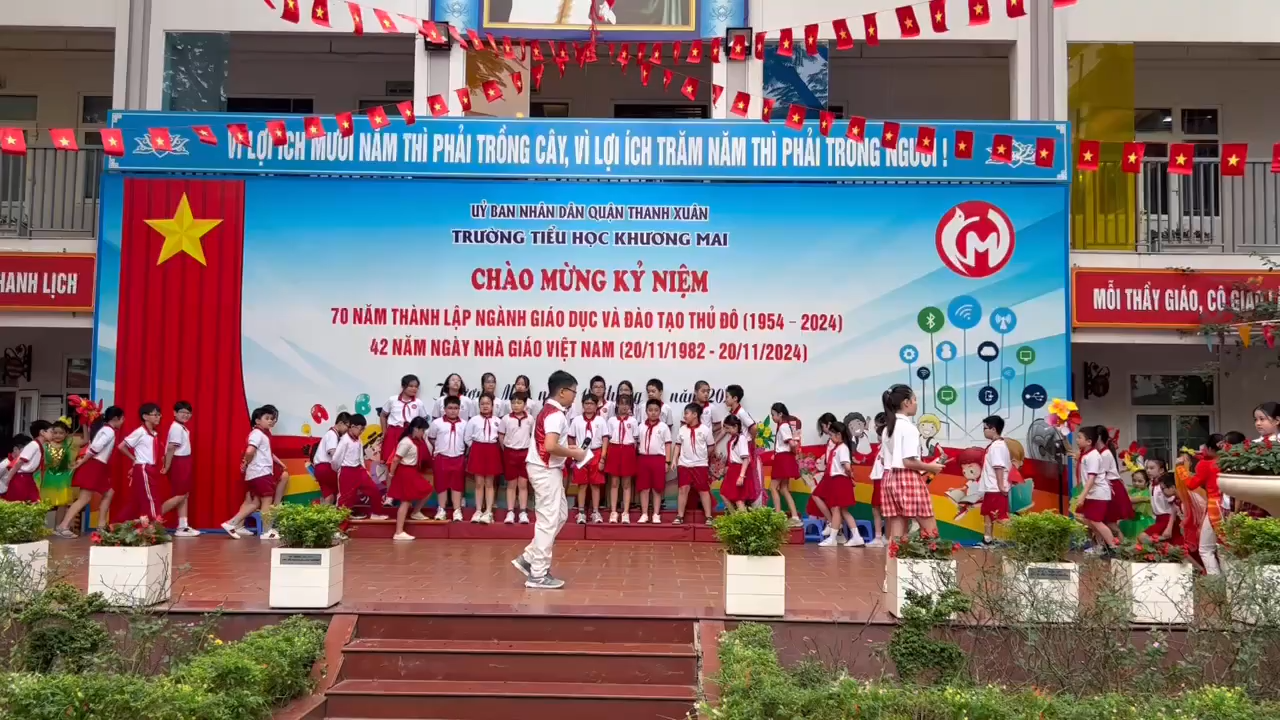 VÌ LỢI ÍCH MƯỜI NĂM THÌ PHẢI TRỒNG CÂY, VÌ LỢI ÍCH TRĂM NĂM THÌ PHẢI TRỒNG NGƯỜI !
UỶ BAN NHÂN DÂN QUẬN THANH XUÂN
TRƯỜNG TIỂU HỌC KHƯƠNG MAI
CHÀO MỪNG KỶ NIỆM
70 NĂM THÀNH LẬP NGÀNH GIÁO DỤC VÀ ĐÀO TẠO THỦ ĐÔ (1954 - 2024)
42 NĂM NGÀY NHÀ GIÁO VIỆT NAM (20/11/1982 - 20/11/2024)
HANH LỊCH
MỖI THẦY GIÁO, CÔ GIÁO
M